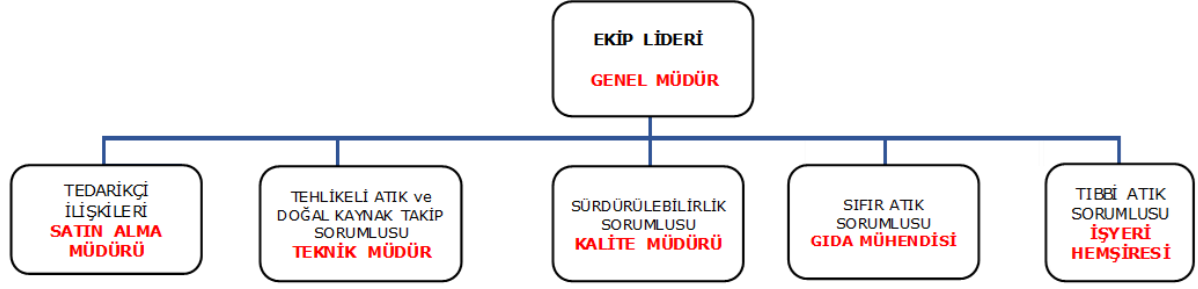 EKİP LİDERİ
GENEL MÜDÜR
TEDARİKÇİ
İLİŞKİLERİ
SATIN ALMA
MÜDÜRÜ
TEHLİKELİ ATIK ve
DOĞAL KAYNAK TAKİP
SORUMLUSU
TEKNİK MÜDÜR
SÜRDÜRÜLEBİLİRLİK
SORUMLUSU
KALİTE MÜDÜRÜ
SIFIR ATIK
SORUMLUSU
GIDA MÜHENDİSİ
TIBBİ ATIK
SORUMLUSU
İŞYERİ
HEMŞİRESİ